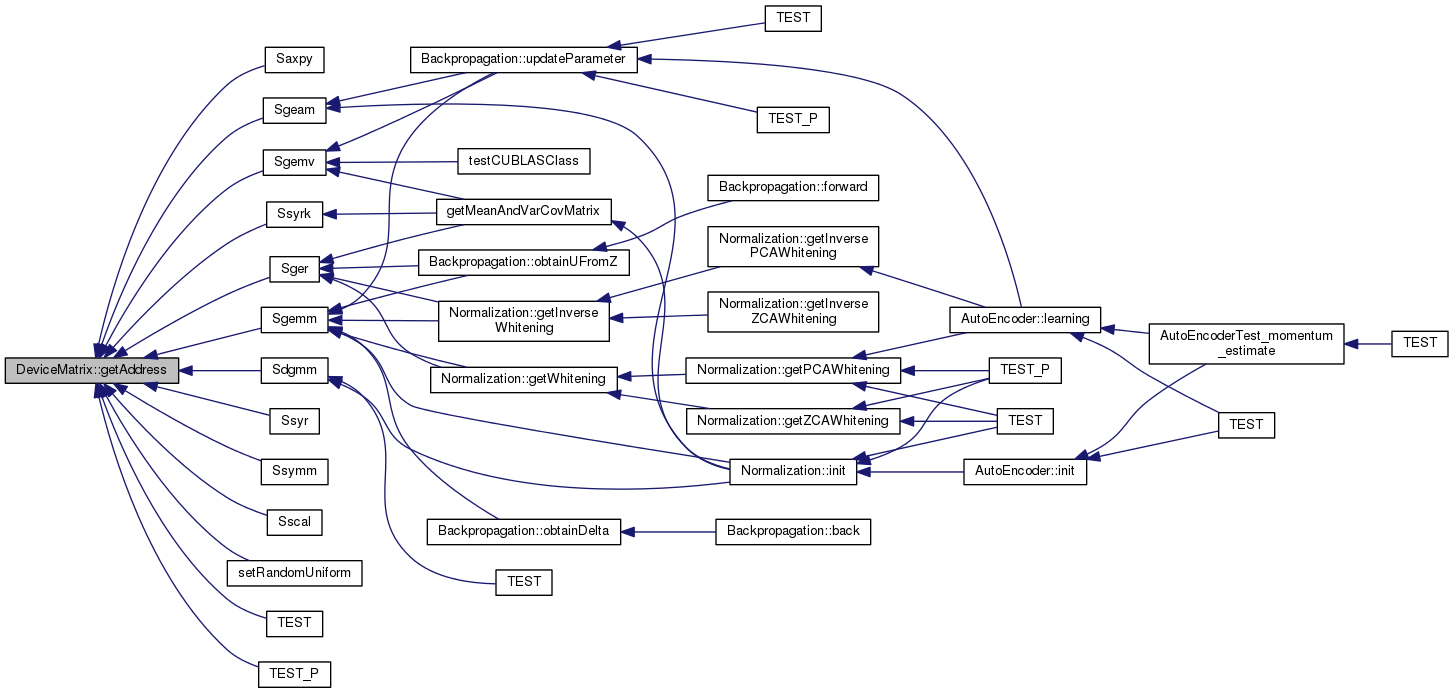 DeviceMatrix::getAddress
Saxpy
Sgeam
Sgemv
Ssyrk
Sger
Sgemm
Sdgmm
Ssyr
Ssymm
Sscal
setRandomUniform
TEST
TEST_P
Backpropagation::updateParameter
testCUBLASClass
getMeanAndVarCovMatrix
Backpropagation::obtainUFromZ
Normalization::getInverse
Whitening
Normalization::getWhitening
Backpropagation::obtainDelta
TEST
TEST
TEST_P
Backpropagation::forward
Normalization::getInverse
PCAWhitening
Normalization::getInverse
ZCAWhitening
Normalization::getPCAWhitening
Normalization::getZCAWhitening
Normalization::init
Backpropagation::back
AutoEncoder::learning
TEST_P
TEST
AutoEncoder::init
AutoEncoderTest_momentum
_estimate
TEST
TEST